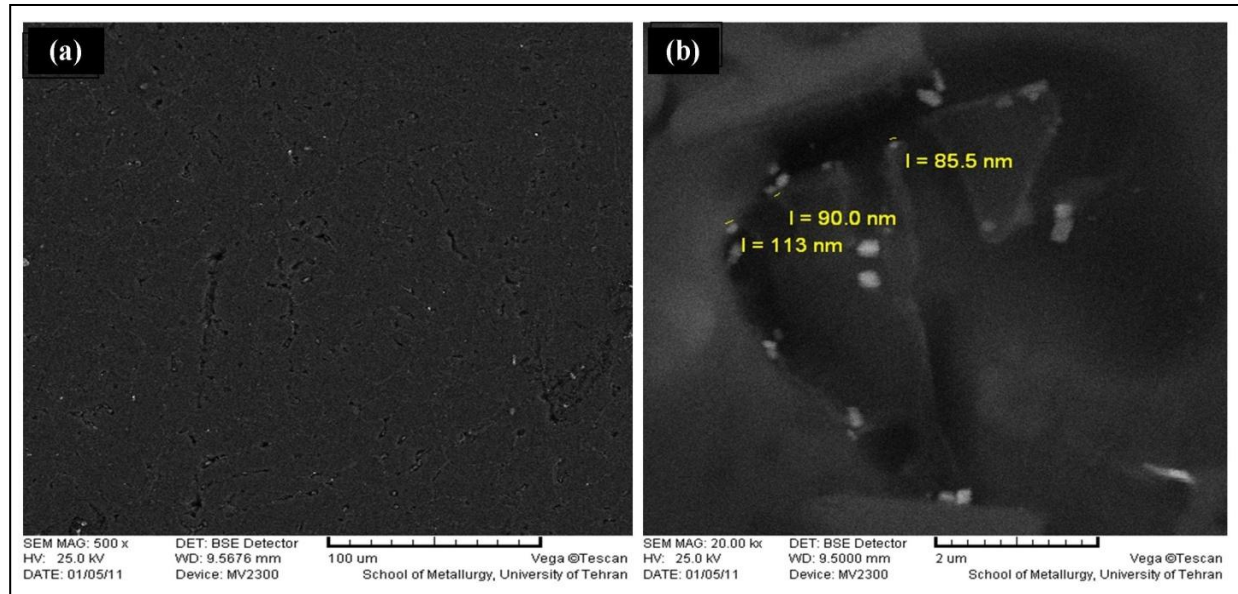 (a)
SEM MAG: 500 x DET: BSE Detector
HV: 25.0 kV WD: 9.5676 mm 100 um Vega ©Tescan
DATE: 01/05/11 Device: MV2300 School of Metallurgy, University of Tehran
(b)
l = 85.5 nm
l = 90.0 nm
l = 113 nm
SEM MAG: 20.00 kx DET: BSE Detector
HV: 25.0 kV WD: 9.5000 mm 2 um Vega ©Tescan
DATE: 01/05/11 Device: MV2300 School of Metallurgy, University of Tehran